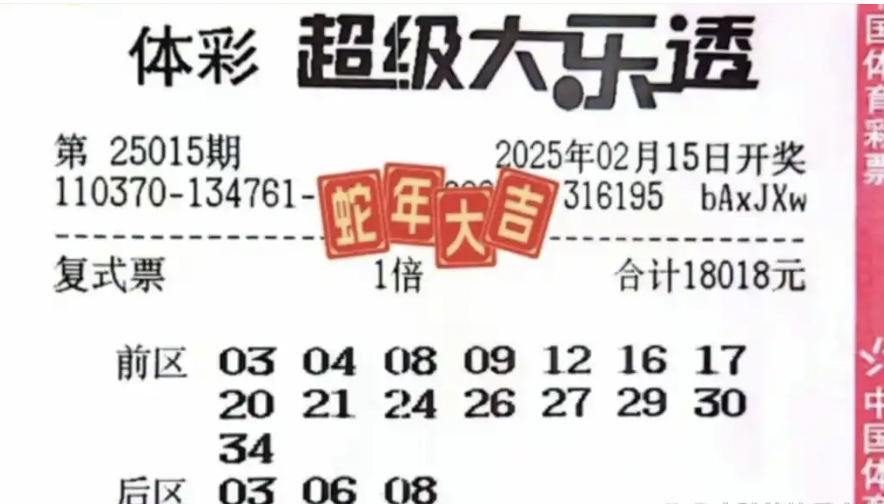 体彩 超级大乐透
第 25015期 2025年02月15日开奖
110370-134761- 316195 bAxJXw
蛇年大吉
复式票 1倍 合计18018元
前区 03 04 08 09 12 16 17
20 21 24 26 27 29 30
34
后区 03 06 08
国体育彩票
中国体